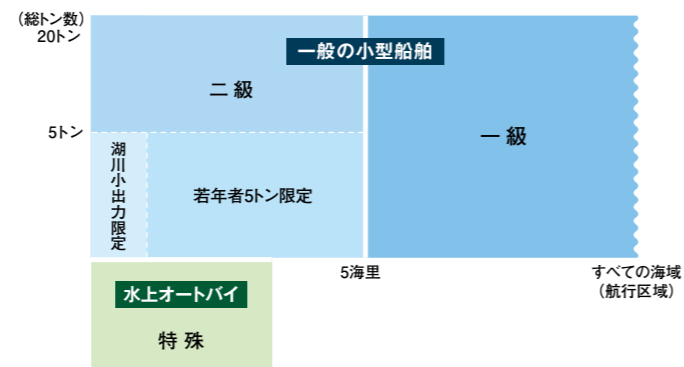 （総トン数）
20トン
一般の小型船舶
二級
一級
5トン
湖川小出力限定
若年者5トン限定
5海里
すべての海域
（航行区域）
水上オートバイ
特殊